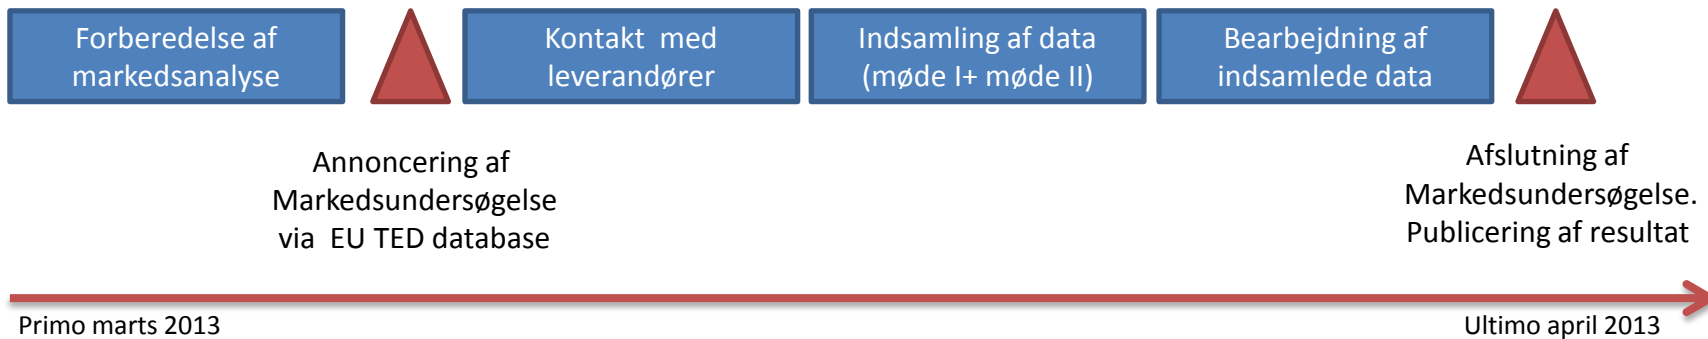 Forberedelse af
markedsanalyse
Kontakt med
leverandører
Indsamling af data
(møde I+ møde II)
Bearbejdning af
indsamlede data
Annoncering af
Markedsundersøgelse
via EU TED database
Afslutning af
Markedsundersøgelse.
Publicering af resultat
Primo marts 2013
Ultimo april 2013